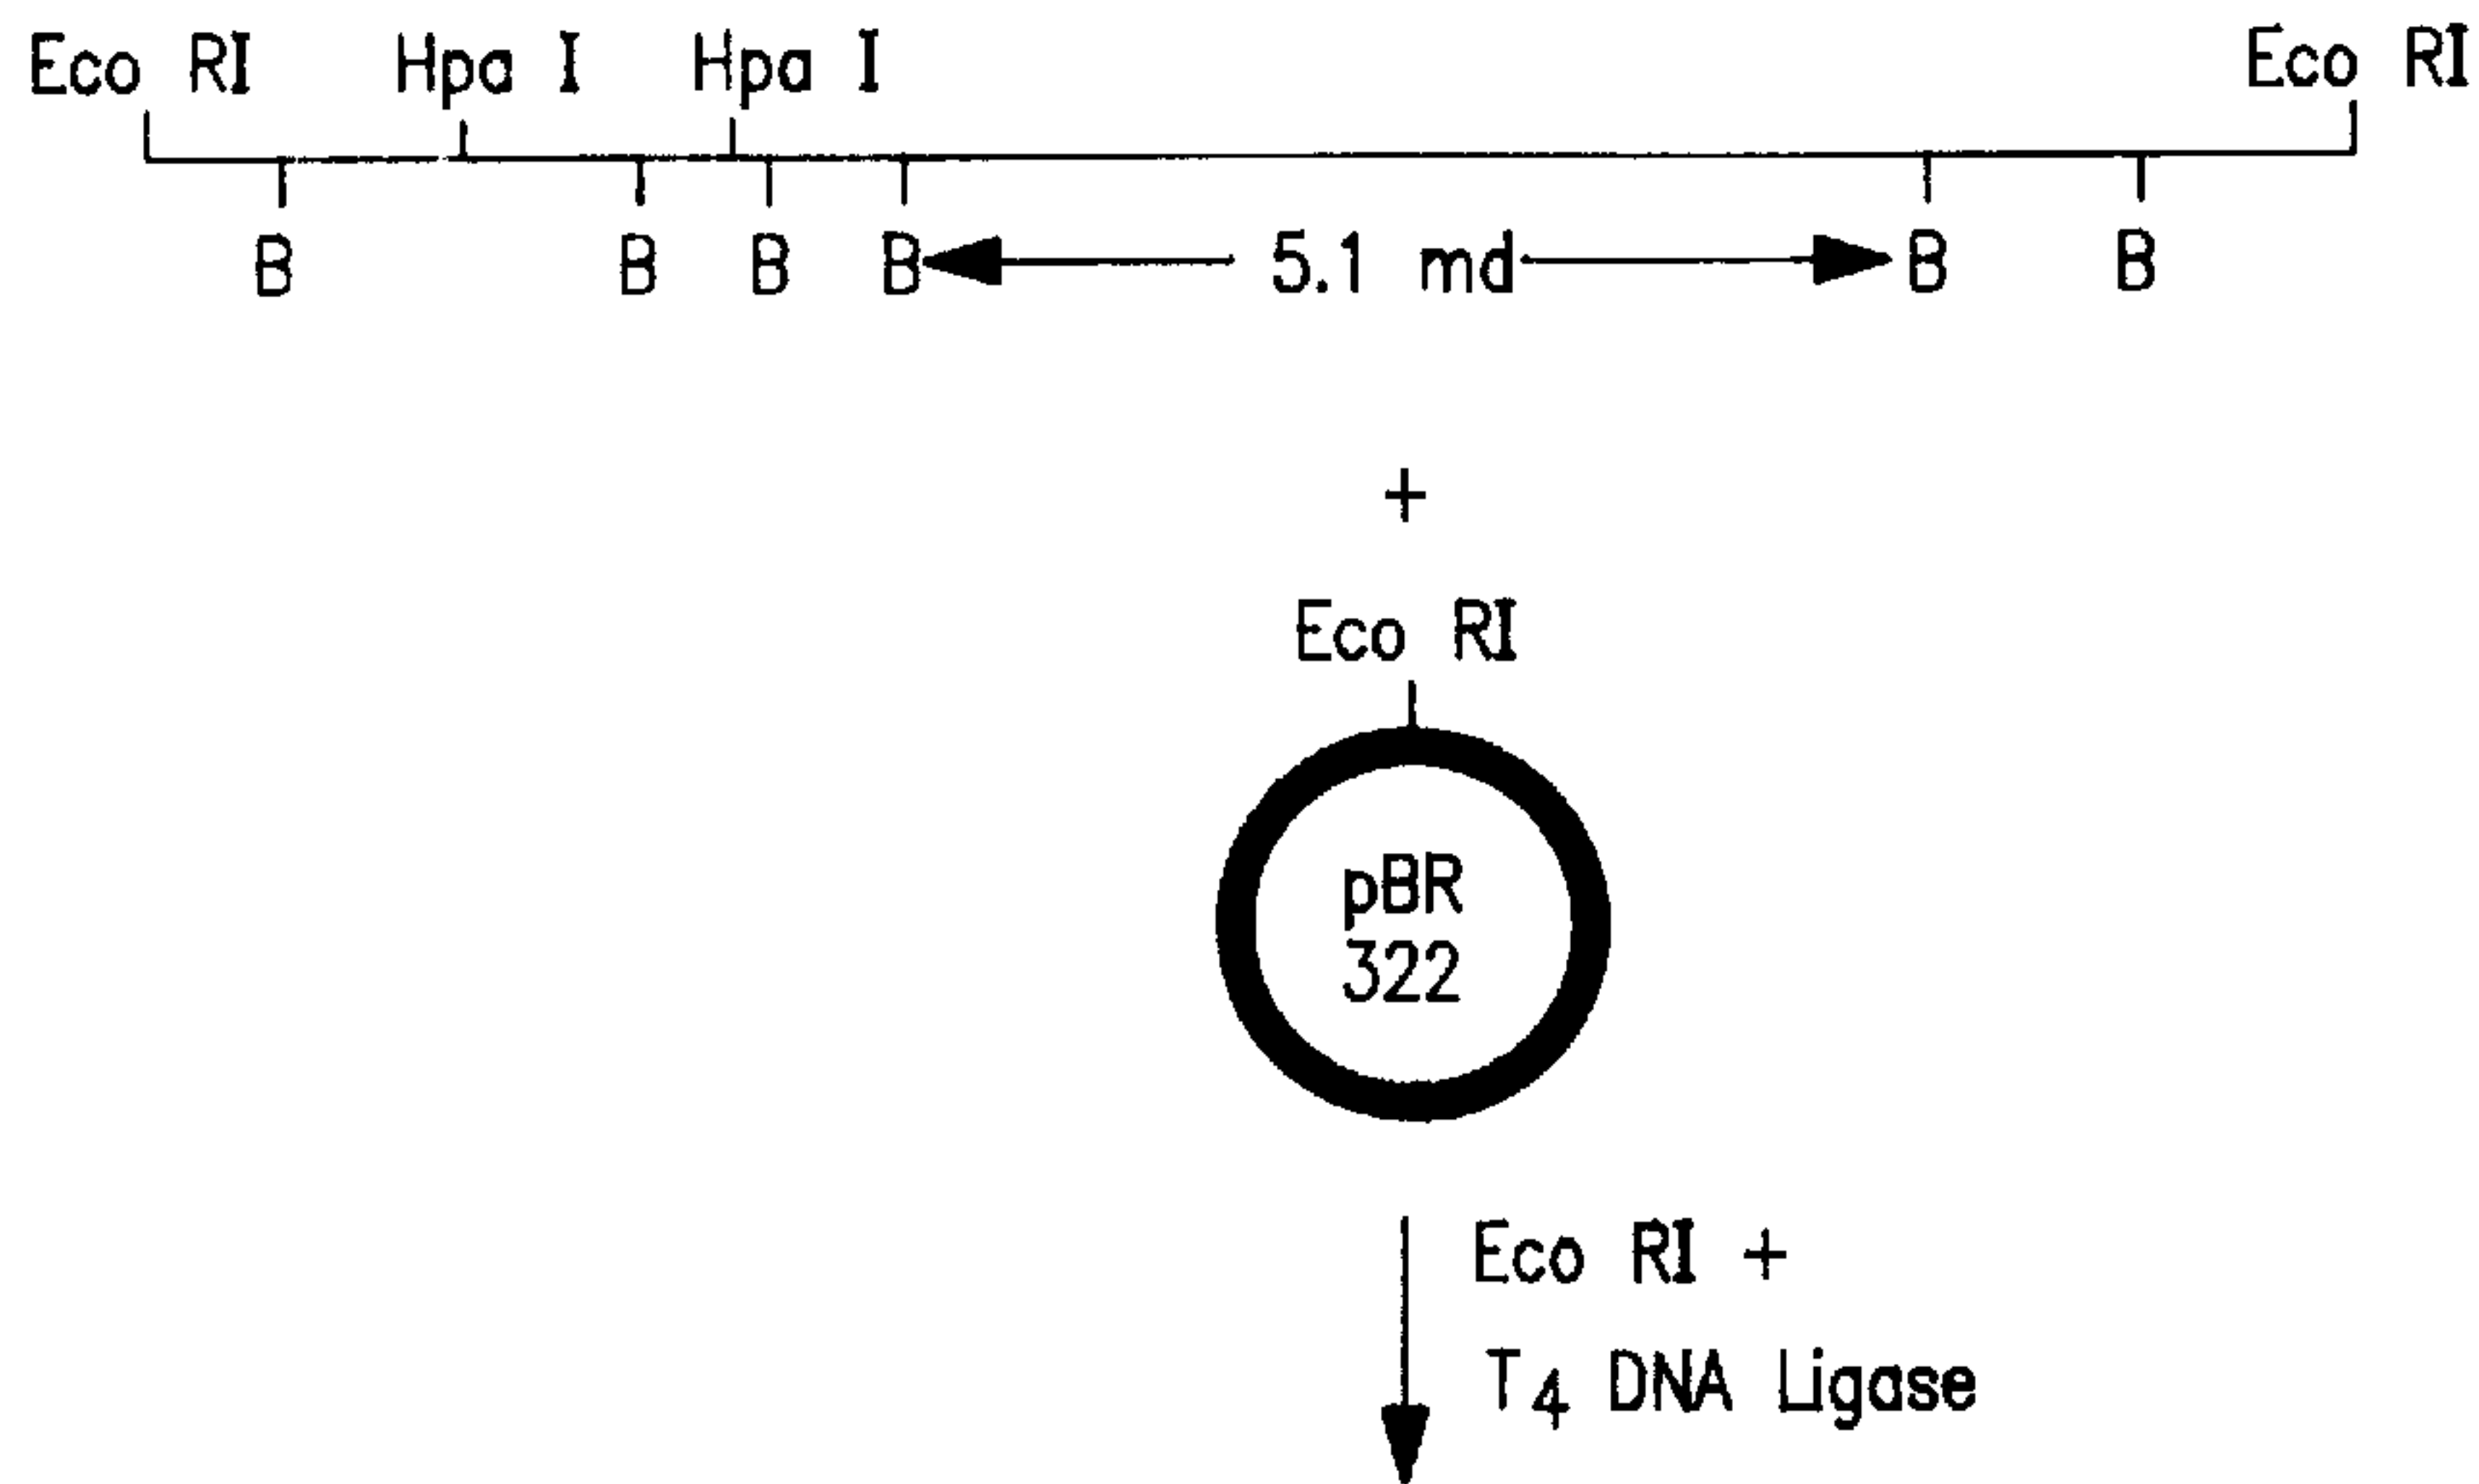 Eco RI Hpa I Hpa I Eco RI
B B B B 5.1 md B B
+
Eco RI
pBR
322
Eco RI +
T4 DNA Ligase